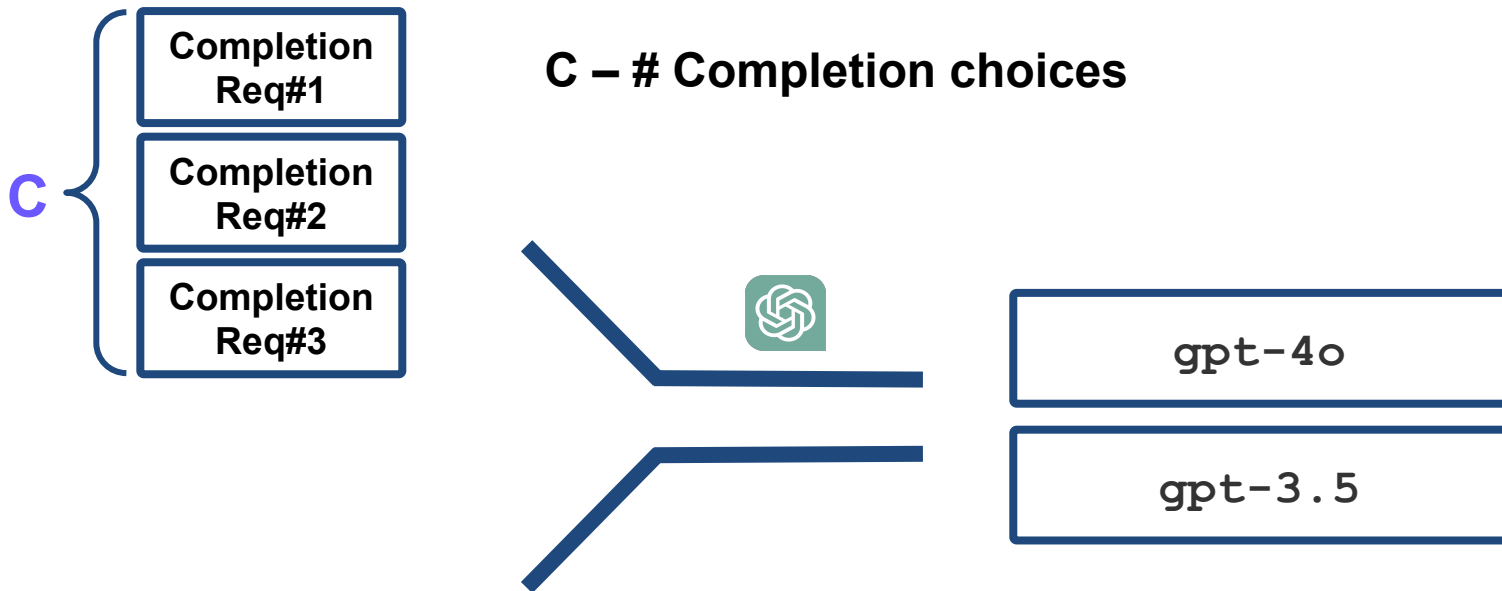 Completion
Req#1
C – # Completion choices
Completion
Req#2
C
Completion
Req#3
gpt-4o
gpt-3.5